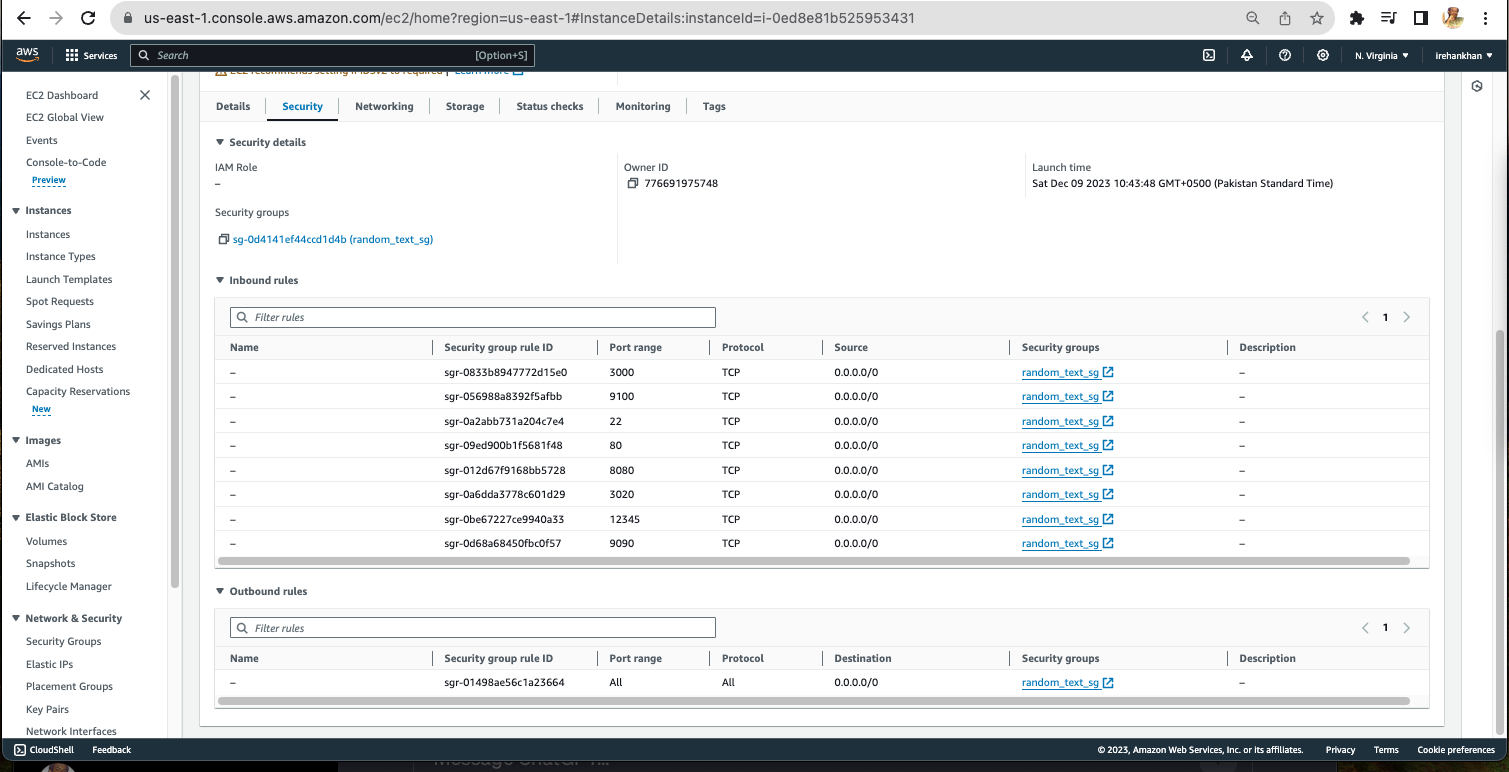 us-east-1.console.aws.amazon.com/ec2/home?region=us-east-1#InstanceDetails:instanceId=i-0ed8e81b525953431
aws Services Search [Option+S] N. Virginia irehankhan
EC2 Dashboard
EC2 Global View
Events
Console-to-Code
Preview
Instances
Instances
Instance Types
Launch Templates
Spot Requests
Savings Plans
Reserved Instances
Dedicated Hosts
Capacity Reservations
New
Images
AMIs
AMI Catalog
Elastic Block Store
Volumes
Snapshots
Lifecycle Manager
Network & Security
Security Groups
Elastic IPs
Placement Groups
Key Pairs
Network Interfaces
EC2 recommends setting IMDSv2 to required | Learn more
Details Security Networking Storage Status checks Monitoring Tags
Security details
IAM Role
–
Owner ID
776691975748
Launch time
Sat Dec 09 2023 10:43:48 GMT+0500 (Pakistan Standard Time)
Security groups
sg-0d4141ef44ccd1d4b (random_text_sg)
Inbound rules
Filter rules 1
Name Security group rule ID Port range Protocol Source Security groups Description
– sgr-0833b8947772d15e0 3000 TCP 0.0.0.0/0 random_text_sg –
– sgr-056988a8392f5afbb 9100 TCP 0.0.0.0/0 random_text_sg –
– sgr-0a2abb731a204c7e4 22 TCP 0.0.0.0/0 random_text_sg –
– sgr-09ed900b1f5681f48 80 TCP 0.0.0.0/0 random_text_sg –
– sgr-012d67f9168bb5728 8080 TCP 0.0.0.0/0 random_text_sg –
– sgr-0a6dda3778c601d29 3020 TCP 0.0.0.0/0 random_text_sg –
– sgr-0be67227ce9940a33 12345 TCP 0.0.0.0/0 random_text_sg –
– sgr-0d68a68450fbc0f57 9090 TCP 0.0.0.0/0 random_text_sg –
Outbound rules
Filter rules 1
Name Security group rule ID Port range Protocol Destination Security groups Description
– sgr-01498ae56c1a23664 All All 0.0.0.0/0 random_text_sg –
CloudShell Feedback © 2023, Amazon Web Services, Inc. or its affiliates. Privacy Terms Cookie preferences